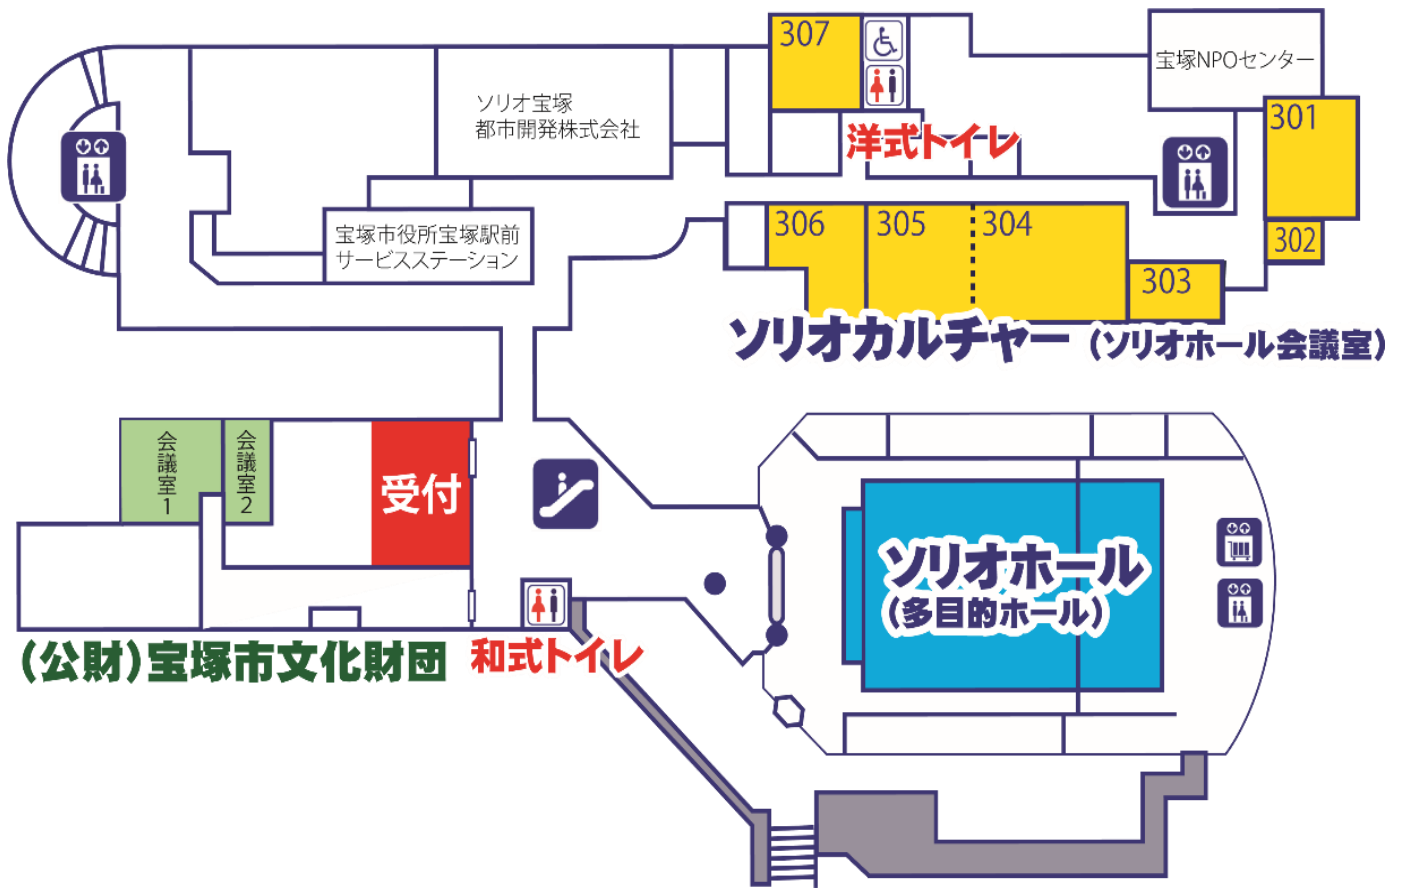 307
宝塚NPOセンター
ソリオ宝塚
都市開発株式会社
洋式トイレ
301
302
宝塚市役所宝塚駅前
サービスステーション
306
305
304
303
ソリオカルチャー(ソリオホール会議室)
会議室1
会議室2
受付
ソリオホール
(多目的ホール)
(公財)宝塚市文化財団
和式トイレ